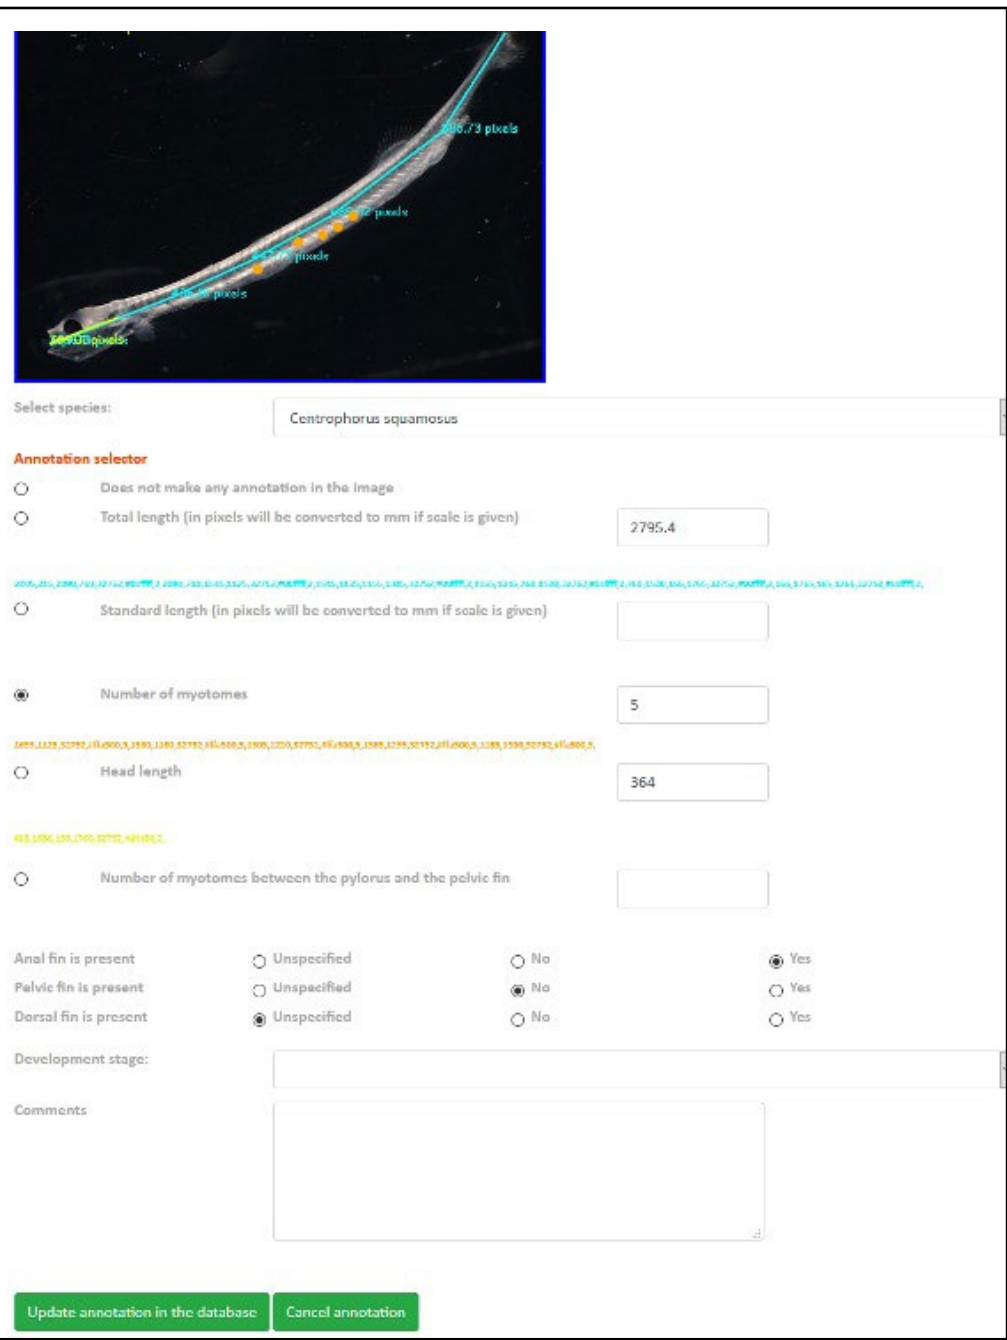 pixels
pixels
pixels
pixels
Select species:
Centrophorus squamosus
Annotation selector
Does not make any annotation in the image
Total length (in pixels will be converted to mm if scale is given)
2795.4
Standard length (in pixels will be converted to mm if scale is given)
Number of myotomes
5
Head length
364
Number of myotomes between the pylorus and the pelvic fin
Anal fin is present Unspecified No Yes
Pelvic fin is present Unspecified No Yes
Dorsal fin is present Unspecified No Yes
Development stage:
Comments
Update annotation in the database Cancel annotation